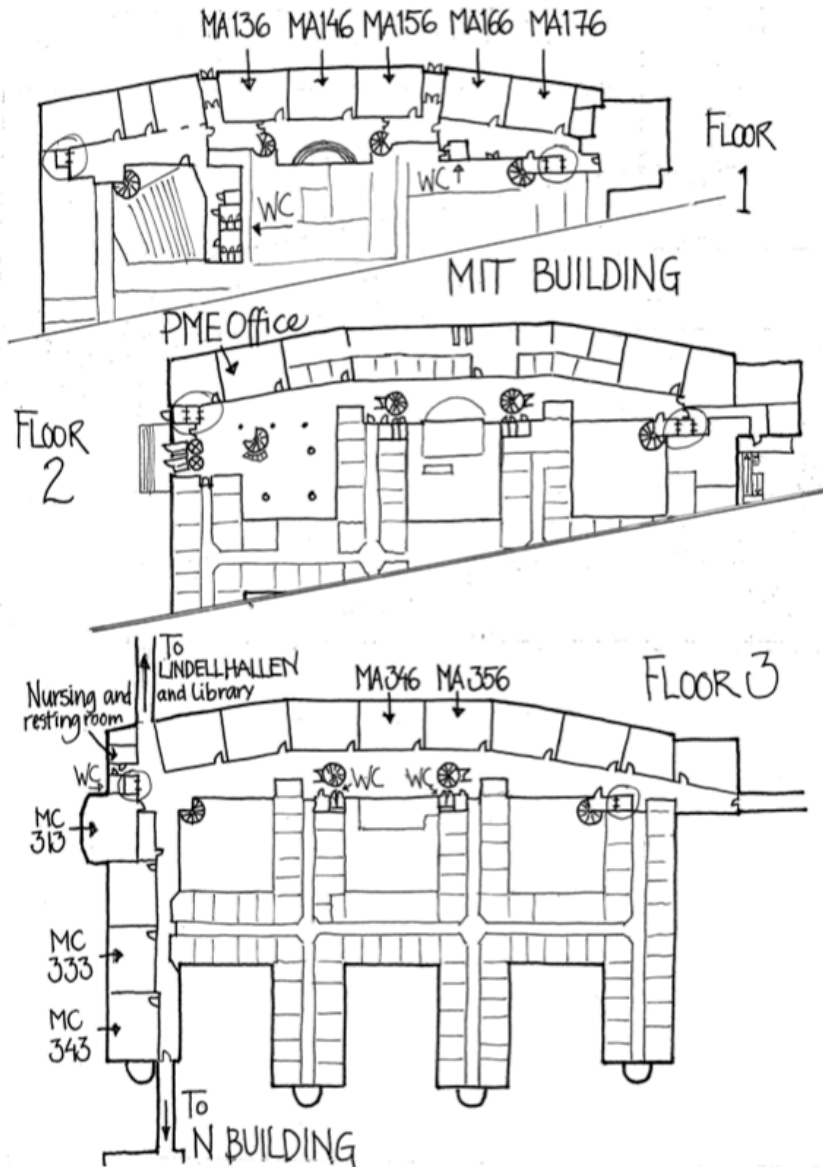 MA136 MA146 MA156 MA166 MA176
FLOOR
1
WC
WC
MIT BUILDING
PME Office
FLOOR
2
To
LINDELLHALLEN
and Library
Nursing and
resting room
MA346 MA356
FLOOR 3
WC
WC
WC
MC
313
MC
333
MC
343
To
N BUILDING